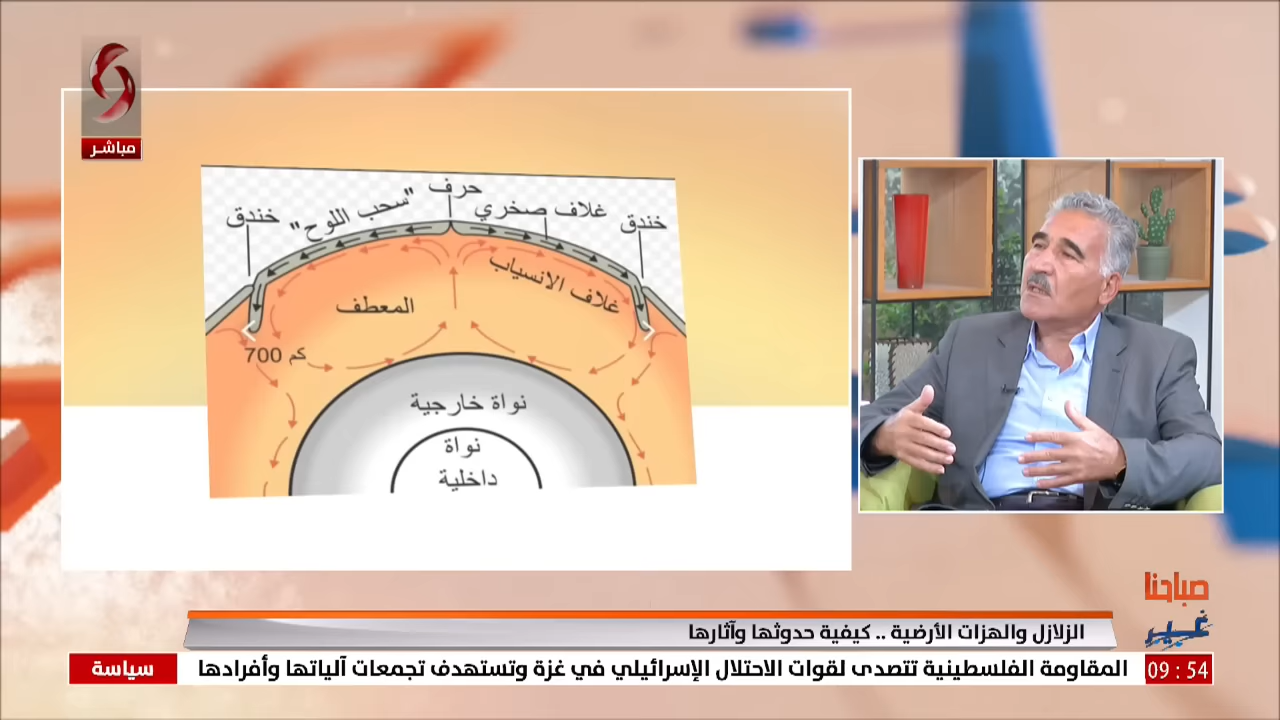 مباشر
حرف
خندق
"سحب اللوح"
غلاف صخري
خندق
غلاف الانسياب
المعطف
700 كم
نواة خارجية
نواة
داخلية
صباحنا
غير
الزلازل والهزات الأرضية .. كيفية حدوثها وآثارها
سياسة
المقاومة الفلسطينية تتصدى لقوات الاحتلال الإسرائيلي في غزة وتستهدف تجمعات آلياتها وأفرادها
09 : 54